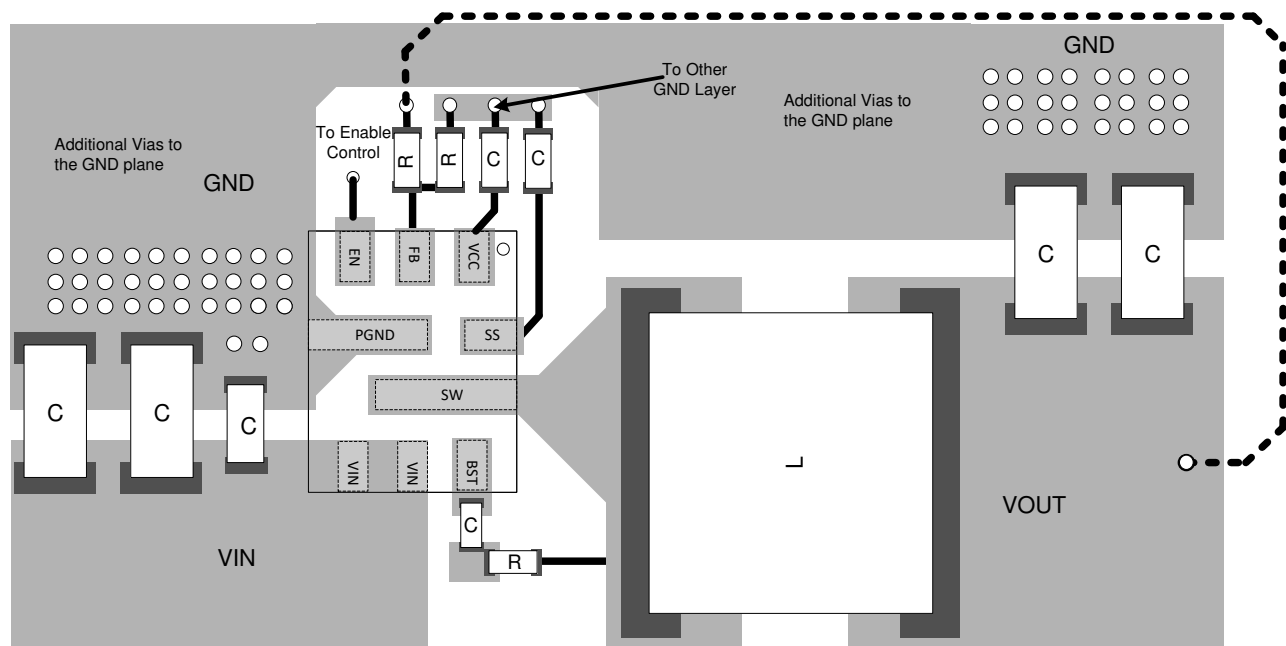 GND
To Other
GND Layer
Additional Vias to
the GND plane
To Enable
Control
Additional Vias to
the GND plane
GND
R
R
C
C
EN
FB
VCC
C
C
PGND
SS
SW
C
C
C
VIN
VIN
BST
L
C
R
VOUT
VIN